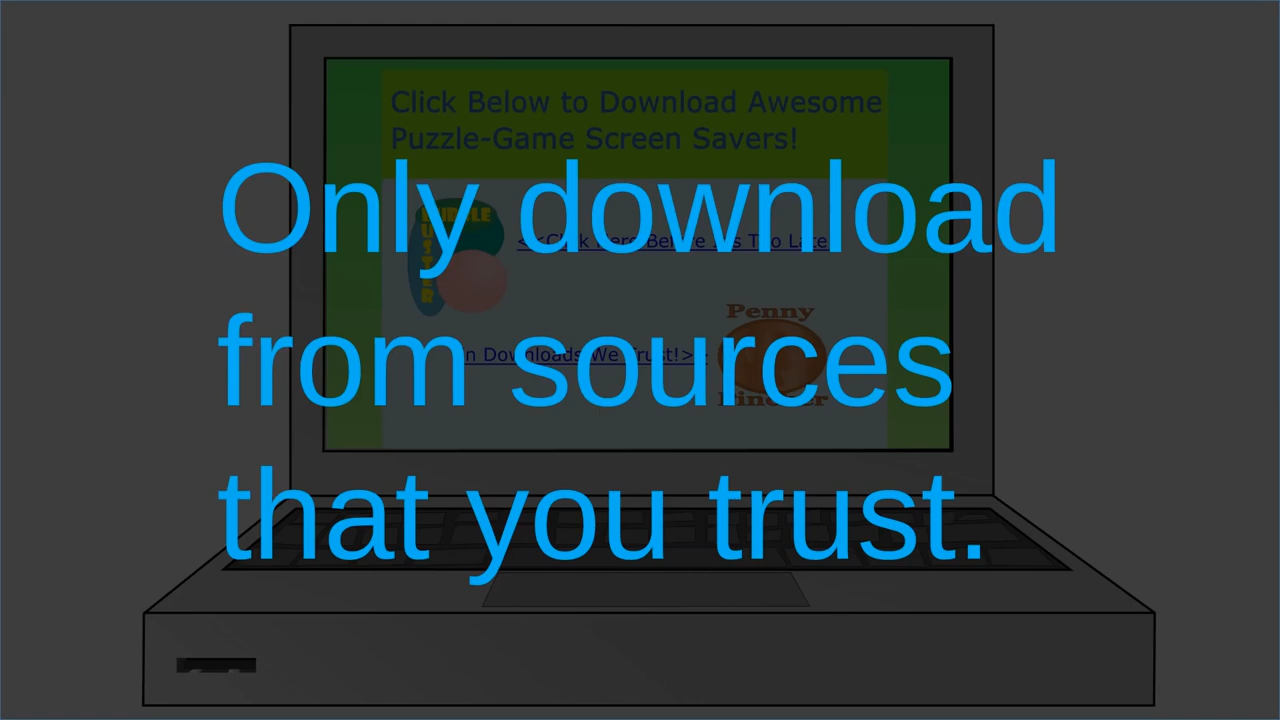 Click Below to Download Awesome
Puzzle-Game Screen Savers!
Only download
from sources
that you trust.
Penny